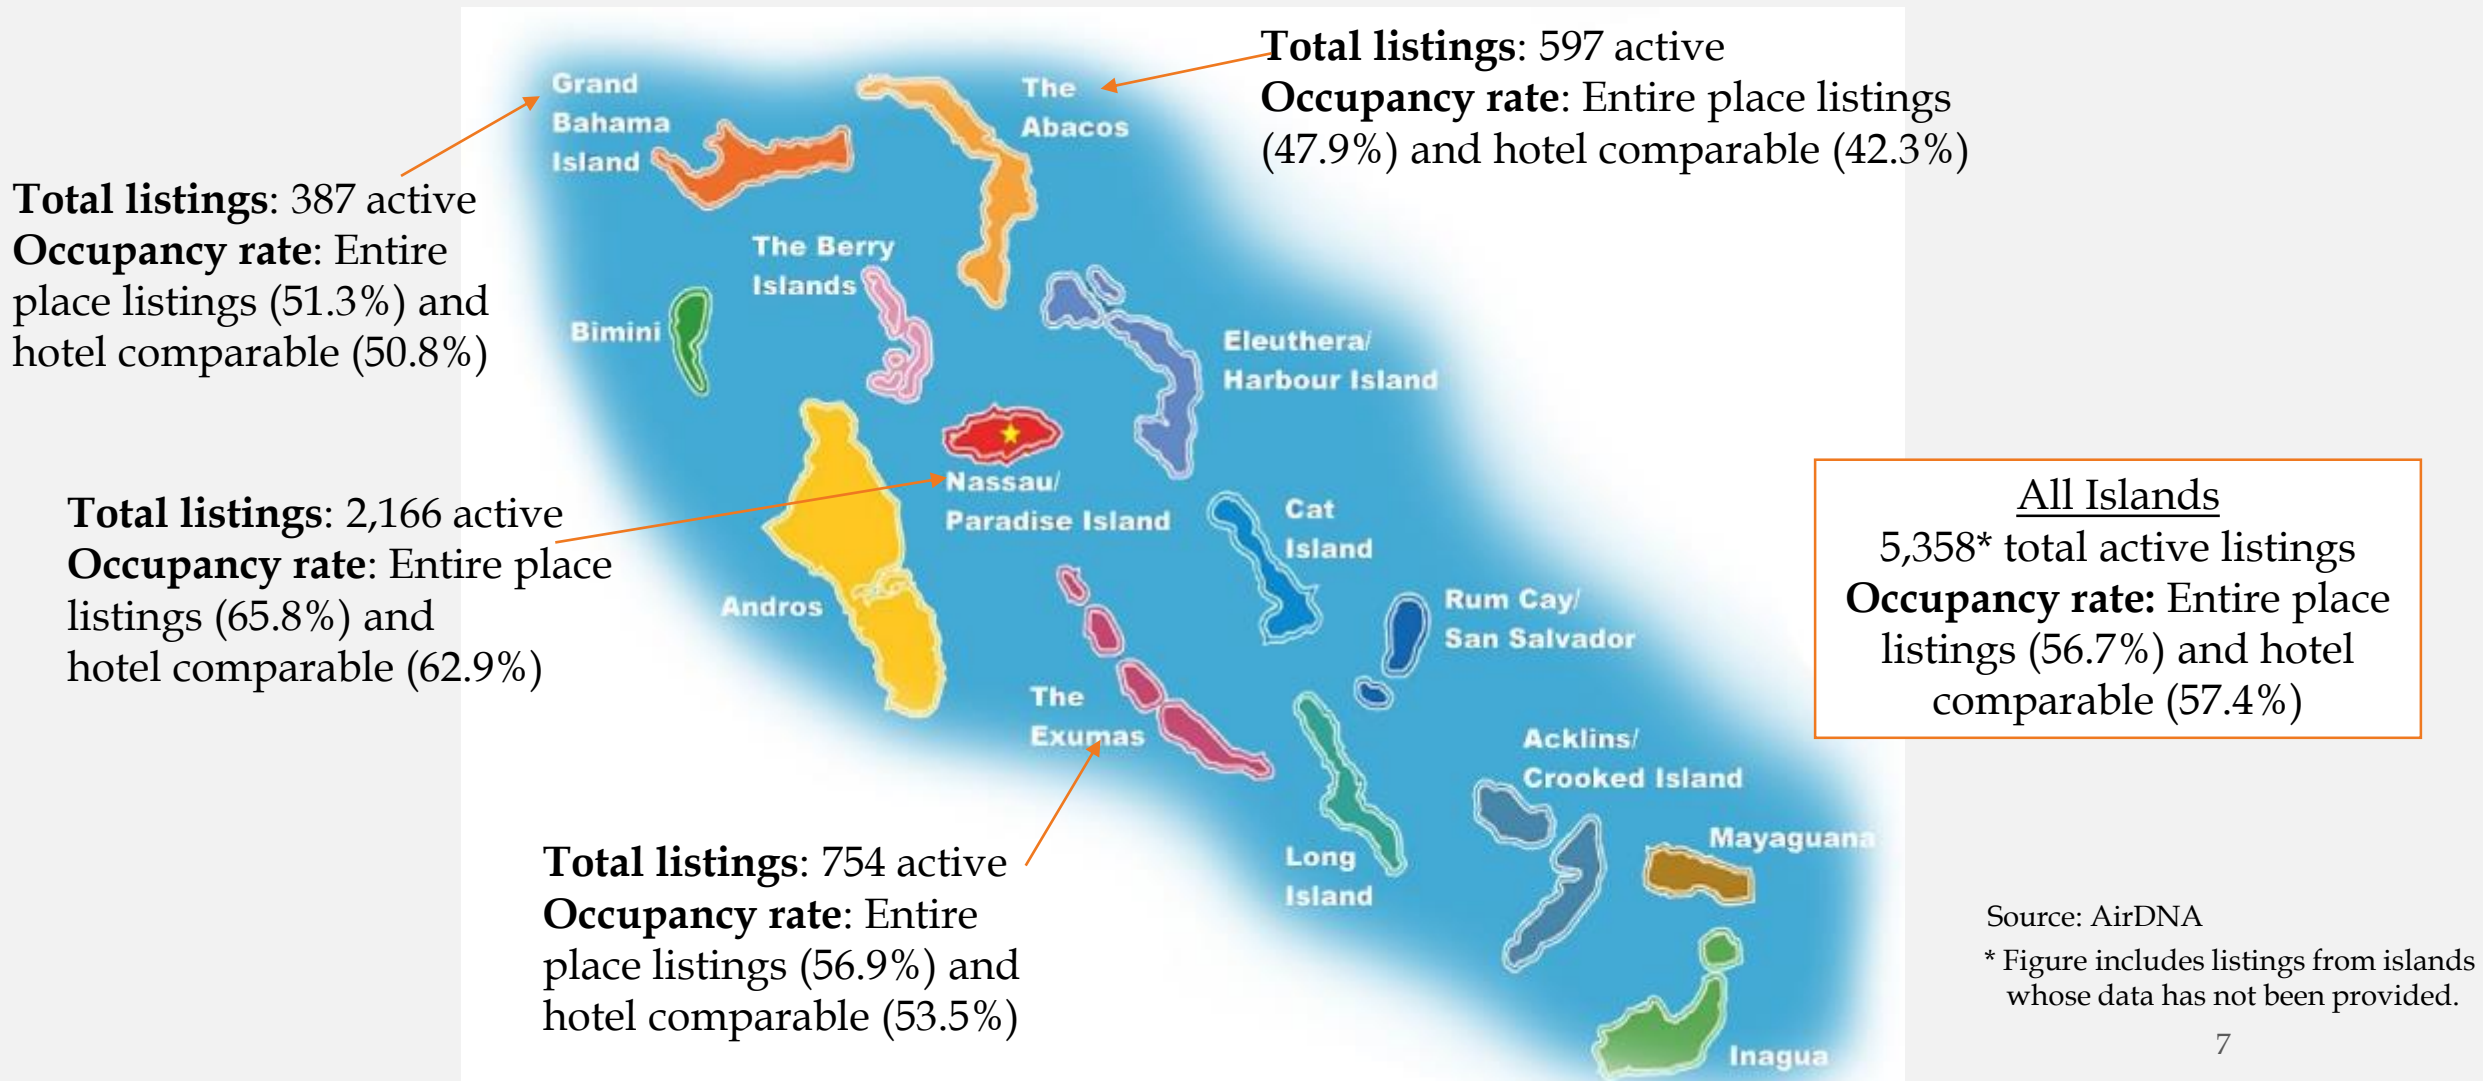 Total listings: 597 active
Occupancy rate: Entire place listings
(47.9%) and hotel comparable (42.3%)
Grand
Bahama
Island
The
Abacos
Total listings: 387 active
Occupancy rate: Entire
place listings (51.3%) and
hotel comparable (50.8%)
The Berry
Islands
Bimini
Eleuthera/
Harbour Island
Nassau/
Paradise Island
Total listings: 2,166 active
Occupancy rate: Entire place
listings (65.8%) and
hotel comparable (62.9%)
Cat
Island
All Islands
5,358* total active listings
Occupancy rate: Entire place
listings (56.7%) and hotel
comparable (57.4%)
Andros
Rum Cay/
San Salvador
The
Exumas
Acklins/
Crooked Island
Mayaguana
Long
Island
Total listings: 754 active
Occupancy rate: Entire
place listings (56.9%) and
hotel comparable (53.5%)
Inagua
Source: AirDNA
* Figure includes listings from islands
whose data has not been provided.
7